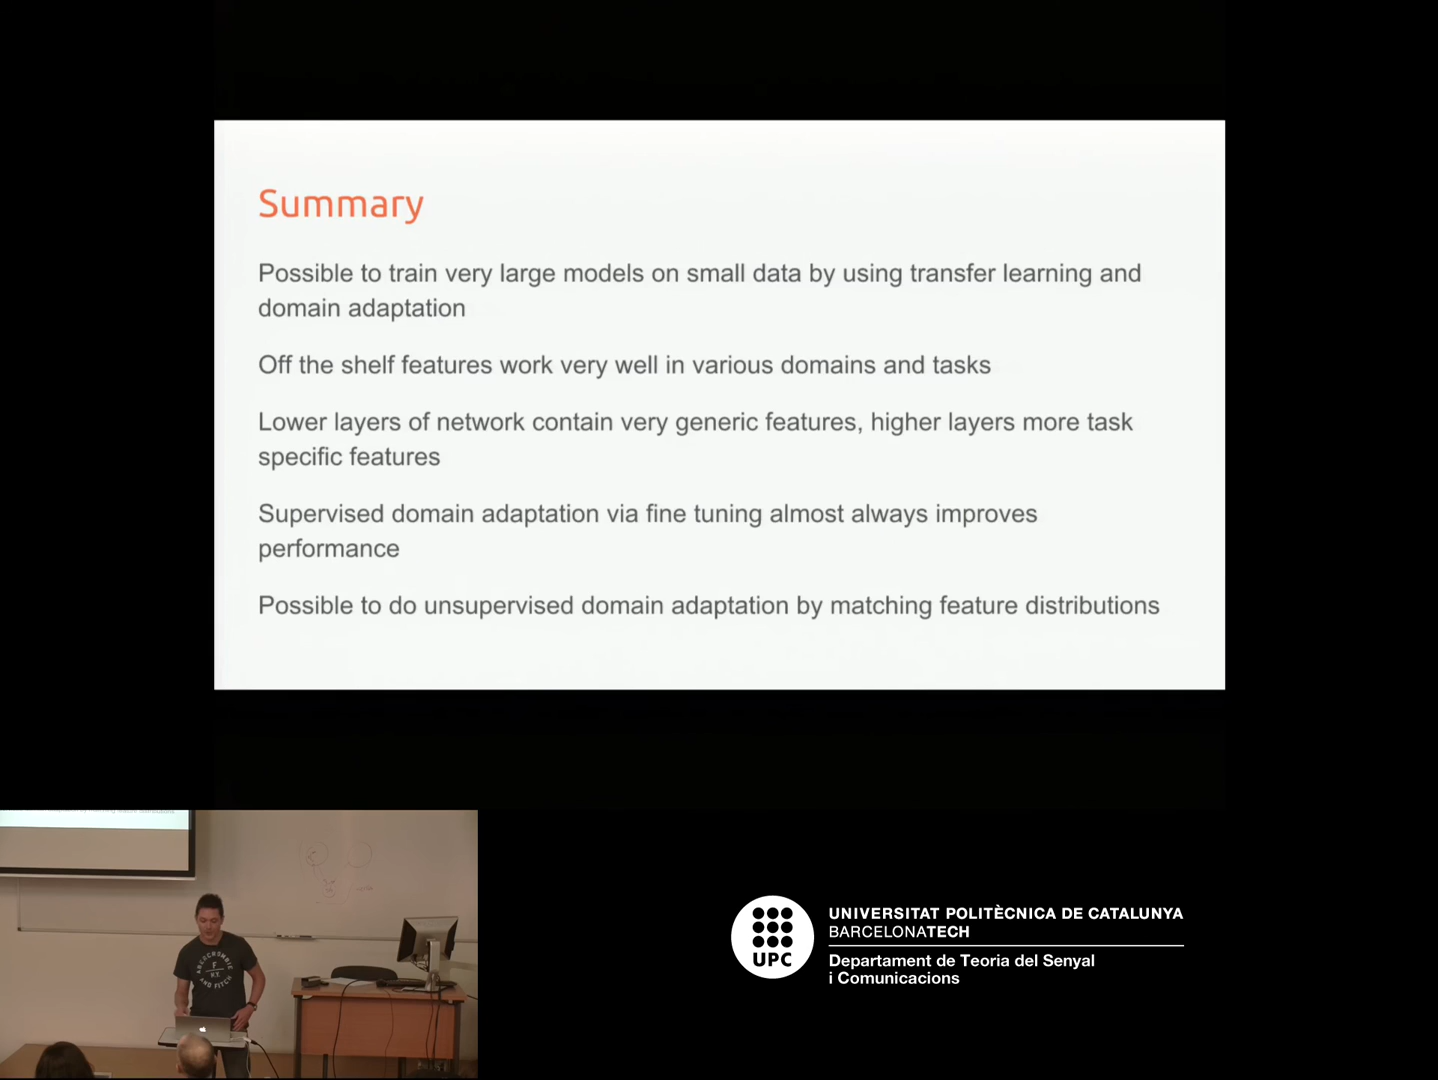 Summary
Possible to train very large models on small data by using transfer learning and
domain adaptation
Off the shelf features work very well in various domains and tasks
Lower layers of network contain very generic features, higher layers more task
specific features
Supervised domain adaptation via fine tuning almost always improves
performance
Possible to do unsupervised domain adaptation by matching feature distributions
ABERCROMBIE
F
N.Y.
AND FITCH
UPC
UNIVERSITAT POLITÈCNICA DE CATALUNYA
BARCELONATECH
Departament de Teoria del Senyal
i Comunicacions